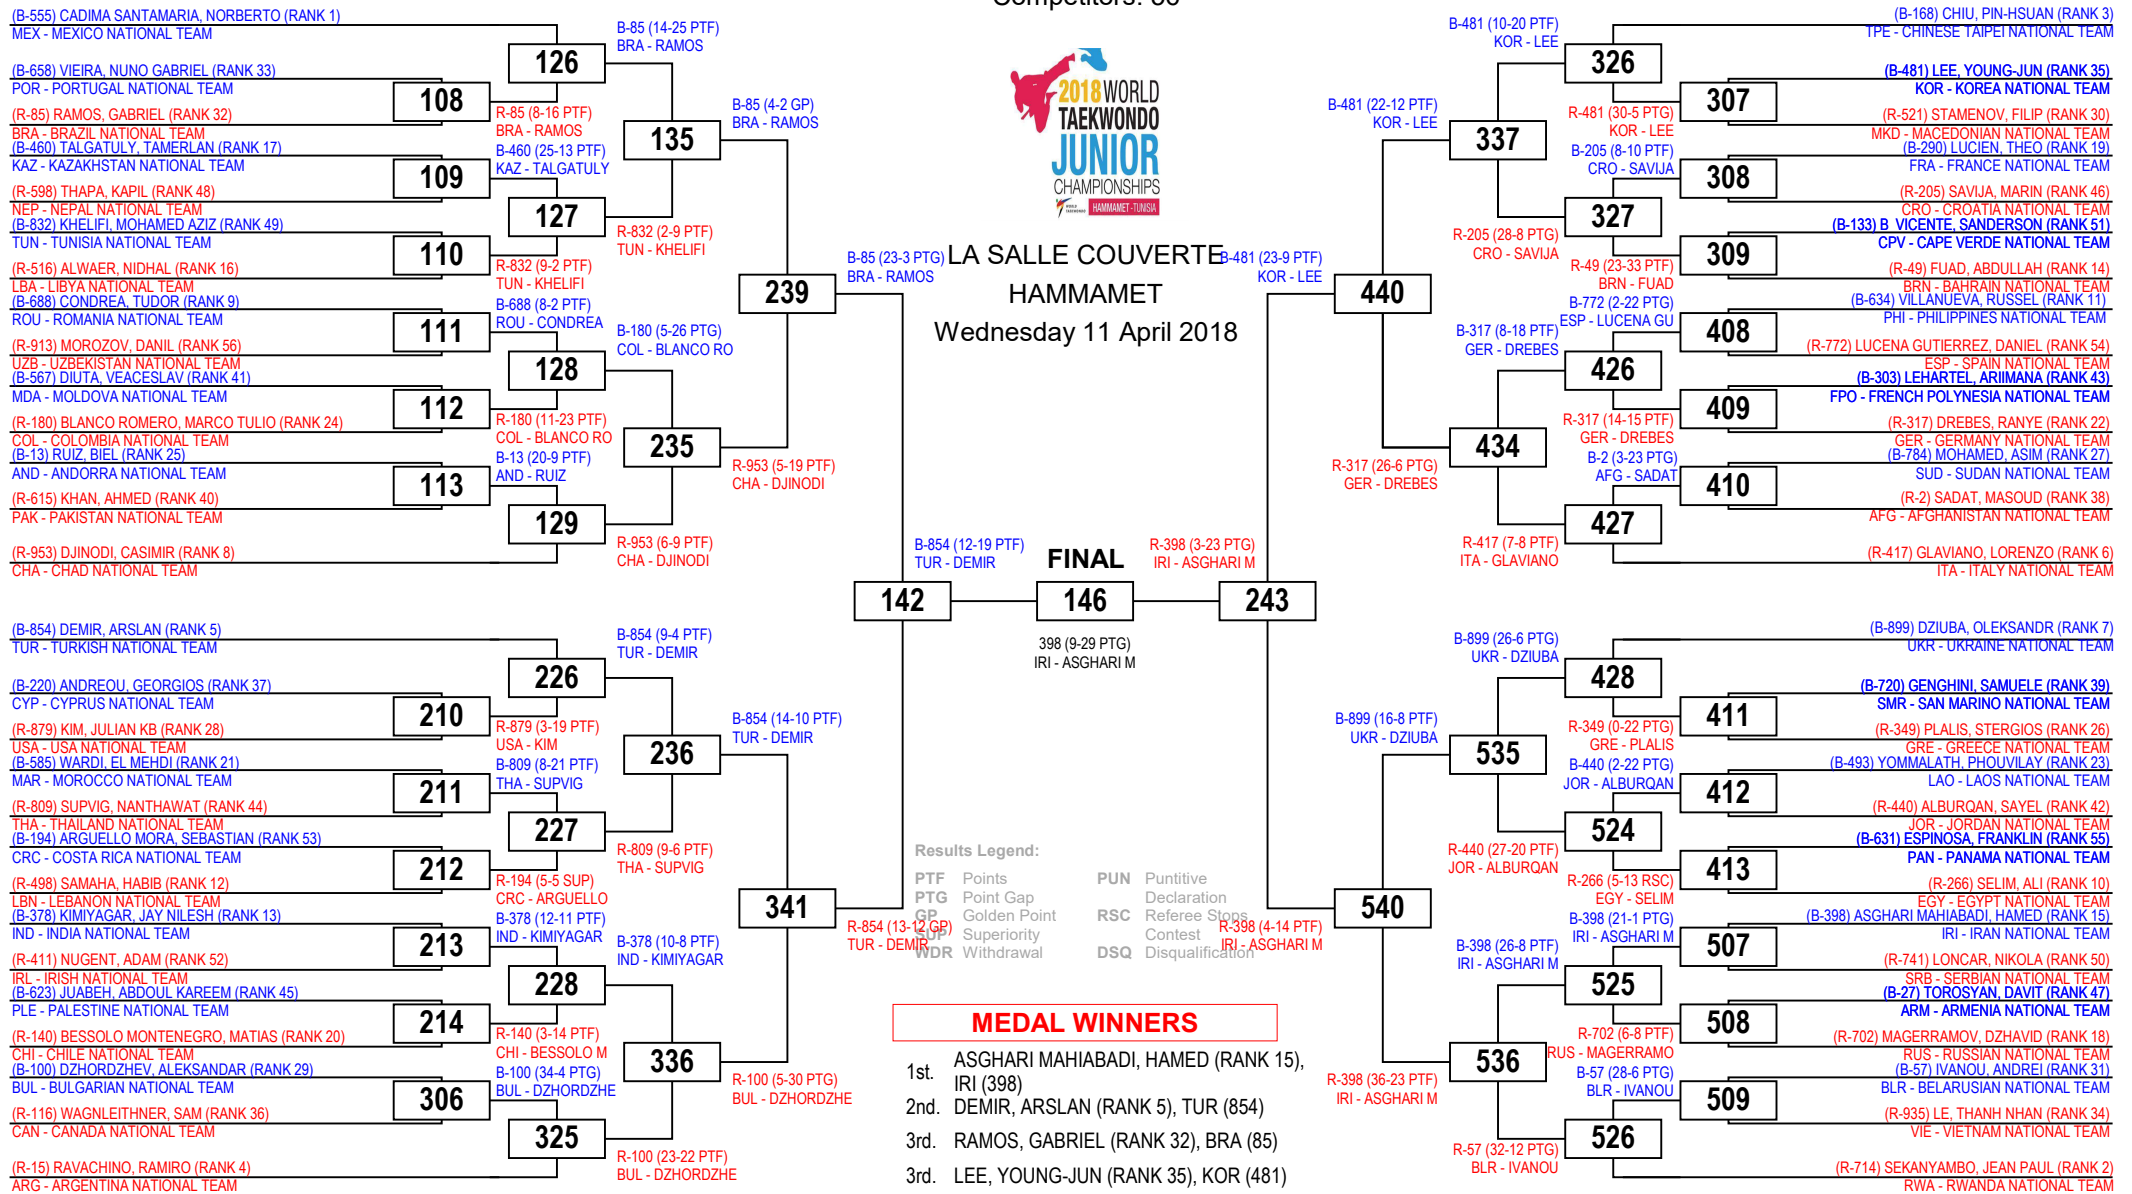 Competitors: 56
(B-555) CADIMA SANTAMARIA, NORBERTO (RANK 1)
MEX - MEXICO NATIONAL TEAM
(B-658) VIEIRA, NUNO GABRIEL (RANK 33)
POR - PORTUGAL NATIONAL TEAM
(R-85) RAMOS, GABRIEL (RANK 32)
BRA - BRAZIL NATIONAL TEAM
(B-460) TALGATULY, TAMERLAN (RANK 17)
KAZ - KAZAKHSTAN NATIONAL TEAM
(R-598) THAPA, KAPIL (RANK 48)
NEP - NEPAL NATIONAL TEAM
(B-832) KHELIFI, MOHAMED AZIZ (RANK 49)
TUN - TUNISIA NATIONAL TEAM
(R-516) ALWAER, NIDHAL (RANK 16)
LBA - LIBYA NATIONAL TEAM
(B-688) CONDREA, TUDOR (RANK 9)
ROU - ROMANIA NATIONAL TEAM
(R-913) MOROZOV, DANIL (RANK 56)
UZB - UZBEKISTAN NATIONAL TEAM
(B-567) DIUTA, VEACESLAV (RANK 41)
MDA - MOLDOVA NATIONAL TEAM
(R-180) BLANCO ROMERO, MARCO TULIO (RANK 24)
COL - COLOMBIA NATIONAL TEAM
(B-13) RUIZ, BIEL (RANK 25)
AND - ANDORRA NATIONAL TEAM
(R-615) KHAN, AHMED (RANK 40)
PAK - PAKISTAN NATIONAL TEAM
(R-953) DJINODI, CASIMIR (RANK 8)
CHA - CHAD NATIONAL TEAM
(B-854) DEMIR, ARSLAN (RANK 5)
TUR - TURKISH NATIONAL TEAM
(B-220) ANDREOU, GEORGIOS (RANK 37)
CYP - CYPRUS NATIONAL TEAM
(R-879) KIM, JULIAN KB (RANK 28)
USA - USA NATIONAL TEAM
(B-585) WARDI, EL MEHDI (RANK 21)
MAR - MOROCCO NATIONAL TEAM
(R-809) SUPVIG, NANTHAWAT (RANK 44)
THA - THAILAND NATIONAL TEAM
(B-194) ARGUELLO MORA, SEBASTIAN (RANK 53)
CRC - COSTA RICA NATIONAL TEAM
(R-498) SAMAHA, HABIB (RANK 12)
LBN - LEBANON NATIONAL TEAM
(B-378) KIMIYAGAR, JAY NILESH (RANK 13)
IND - INDIA NATIONAL TEAM
(R-411) NUGENT, ADAM (RANK 52)
IRL - IRISH NATIONAL TEAM
(B-623) JUABEH, ABDOUL KAREEM (RANK 45)
PLE - PALESTINE NATIONAL TEAM
(R-140) BESSOLO MONTENEGRO, MATIAS (RANK 20)
CHI - CHILE NATIONAL TEAM
(B-100) DZHORDZHEV, ALEKSANDAR (RANK 29)
BUL - BULGARIAN NATIONAL TEAM
(R-116) WAGNLEITHNER, SAM (RANK 36)
CAN - CANADA NATIONAL TEAM
(R-15) RAVACHINO, RAMIRO (RANK 4)
ARG - ARGENTINA NATIONAL TEAM
108
109
110
111
112
113
210
211
212
213
214
306
R-85 (8-16 PTF)
BRA - RAMOS
B-460 (25-13 PTF)
KAZ - TALGATULY
R-832 (9-2 PTF)
TUN - KHELIFI
B-688 (8-2 PTF)
ROU - CONDREA
R-180 (11-23 PTF)
COL - BLANCO RO
B-13 (20-9 PTF)
AND - RUIZ
R-879 (3-19 PTF)
USA - KIM
B-809 (8-21 PTF)
THA - SUPVIG
R-194 (5-5 SUP)
CRC - ARGUELLO
B-378 (12-11 PTF)
IND - KIMIYAGAR
R-140 (3-14 PTF)
CHI - BESSOLO M
B-100 (34-4 PTG)
BUL - DZHORDZHE
126
127
128
129
226
227
228
325
B-85 (14-25 PTF)
BRA - RAMOS
R-832 (2-9 PTF)
TUN - KHELIFI
B-180 (5-26 PTG)
COL - BLANCO RO
R-953 (6-9 PTF)
CHA - DJINODI
B-854 (9-4 PTF)
TUR - DEMIR
R-809 (9-6 PTF)
THA - SUPVIG
B-378 (10-8 PTF)
IND - KIMIYAGAR
R-100 (23-22 PTF)
BUL - DZHORDZHE
135
235
236
336
B-85 (4-2 GP)
BRA - RAMOS
R-953 (5-19 PTF)
CHA - DJINODI
B-854 (14-10 PTF)
TUR - DEMIR
R-100 (5-30 PTG)
BUL - DZHORDZHE
239
341
B-85 (23-3 PTG)
BRA - RAMOS
R-854 (13-12 GP)
TUR - DEMIR
142
B-854 (12-19 PTF)
TUR - DEMIR
2018 WORLD
TAEKWONDO
JUNIOR
CHAMPIONSHIPS
WORLD
TAEKWONDO
HAMMAMET - TUNISIA
LA SALLE COUVERTE
HAMMAMET
Wednesday 11 April 2018
FINAL
146
398 (9-29 PTG)
IRI - ASGHARI M
R-398 (3-23 PTG)
IRI - ASGHARI M
243
Results Legend:
PTF Points
PTG Point Gap
GP Golden Point
SUP Superiority
WDR Withdrawal
PUN Puntitive
Declaration
RSC Referee Stops
Contest
DSQ Disqualification
MEDAL WINNERS
1st. ASGHARI MAHIABADI, HAMED (RANK 15),
IRI (398)
2nd. DEMIR, ARSLAN (RANK 5), TUR (854)
3rd. RAMOS, GABRIEL (RANK 32), BRA (85)
3rd. LEE, YOUNG-JUN (RANK 35), KOR (481)
B-481 (23-9 PTF)
KOR - LEE
R-398 (4-14 PTF)
IRI - ASGHARI M
440
540
B-481 (22-12 PTF)
KOR - LEE
R-317 (26-6 PTG)
GER - DREBES
B-899 (16-8 PTF)
UKR - DZIUBA
R-398 (36-23 PTF)
IRI - ASGHARI M
337
434
535
536
B-481 (10-20 PTF)
KOR - LEE
R-205 (28-8 PTG)
CRO - SAVIJA
B-317 (8-18 PTF)
GER - DREBES
R-417 (7-8 PTF)
ITA - GLAVIANO
B-899 (26-6 PTG)
UKR - DZIUBA
R-440 (27-20 PTF)
JOR - ALBURQAN
B-398 (26-8 PTF)
IRI - ASGHARI M
R-57 (32-12 PTG)
BLR - IVANOU
326
327
426
427
428
524
525
526
R-481 (30-5 PTG)
KOR - LEE
B-205 (8-10 PTF)
CRO - SAVIJA
R-49 (23-33 PTF)
BRN - FUAD
B-772 (2-22 PTG)
ESP - LUCENA GU
R-317 (14-15 PTF)
GER - DREBES
B-2 (3-23 PTG)
AFG - SADAT
R-349 (0-22 PTG)
GRE - PLALIS
B-440 (2-22 PTG)
JOR - ALBURQAN
R-266 (5-13 RSC)
EGY - SELIM
B-398 (21-1 PTG)
IRI - ASGHARI M
R-702 (6-8 PTF)
RUS - MAGERRAMO
B-57 (28-6 PTG)
BLR - IVANOU
307
308
309
408
409
410
411
412
413
507
508
509
(B-168) CHIU, PIN-HSUAN (RANK 3)
TPE - CHINESE TAIPEI NATIONAL TEAM
(B-481) LEE, YOUNG-JUN (RANK 35)
KOR - KOREA NATIONAL TEAM
(R-521) STAMENOV, FILIP (RANK 30)
MKD - MACEDONIAN NATIONAL TEAM
(B-290) LUCIEN, THEO (RANK 19)
FRA - FRANCE NATIONAL TEAM
(R-205) SAVIJA, MARIN (RANK 46)
CRO - CROATIA NATIONAL TEAM
(B-133) B VICENTE, SANDERSON (RANK 51)
CPV - CAPE VERDE NATIONAL TEAM
(R-49) FUAD, ABDULLAH (RANK 14)
BRN - BAHRAIN NATIONAL TEAM
(B-634) VILLANUEVA, RUSSEL (RANK 11)
PHI - PHILIPPINES NATIONAL TEAM
(R-772) LUCENA GUTIERREZ, DANIEL (RANK 54)
ESP - SPAIN NATIONAL TEAM
(B-303) LEHARTEL, ARIIMANA (RANK 43)
FPO - FRENCH POLYNESIA NATIONAL TEAM
(R-317) DREBES, RANYE (RANK 22)
GER - GERMANY NATIONAL TEAM
(B-784) MOHAMED, ASIM (RANK 27)
SUD - SUDAN NATIONAL TEAM
(R-2) SADAT, MASOUD (RANK 38)
AFG - AFGHANISTAN NATIONAL TEAM
(R-417) GLAVIANO, LORENZO (RANK 6)
ITA - ITALY NATIONAL TEAM
(B-899) DZIUBA, OLEKSANDR (RANK 7)
UKR - UKRAINE NATIONAL TEAM
(B-720) GENGHINI, SAMUELE (RANK 39)
SMR - SAN MARINO NATIONAL TEAM
(R-349) PLALIS, STERGIOS (RANK 26)
GRE - GREECE NATIONAL TEAM
(B-493) YOMMALATH, PHOUVILAY (RANK 23)
LAO - LAOS NATIONAL TEAM
(R-440) ALBURQAN, SAYEL (RANK 42)
JOR - JORDAN NATIONAL TEAM
(B-631) ESPINOSA, FRANKLIN (RANK 55)
PAN - PANAMA NATIONAL TEAM
(R-266) SELIM, ALI (RANK 10)
EGY - EGYPT NATIONAL TEAM
(B-398) ASGHARI MAHIABADI, HAMED (RANK 15)
IRI - IRAN NATIONAL TEAM
(R-741) LONCAR, NIKOLA (RANK 50)
SRB - SERBIAN NATIONAL TEAM
(B-27) TOROSYAN, DAVIT (RANK 47)
ARM - ARMENIA NATIONAL TEAM
(R-702) MAGERRAMOV, DZHAVID (RANK 18)
RUS - RUSSIAN NATIONAL TEAM
(B-57) IVANOU, ANDREI (RANK 31)
BLR - BELARUSIAN NATIONAL TEAM
(R-935) LE, THANH NHAN (RANK 34)
VIE - VIETNAM NATIONAL TEAM
(R-714) SEKANYAMBO, JEAN PAUL (RANK 2)
RWA - RWANDA NATIONAL TEAM